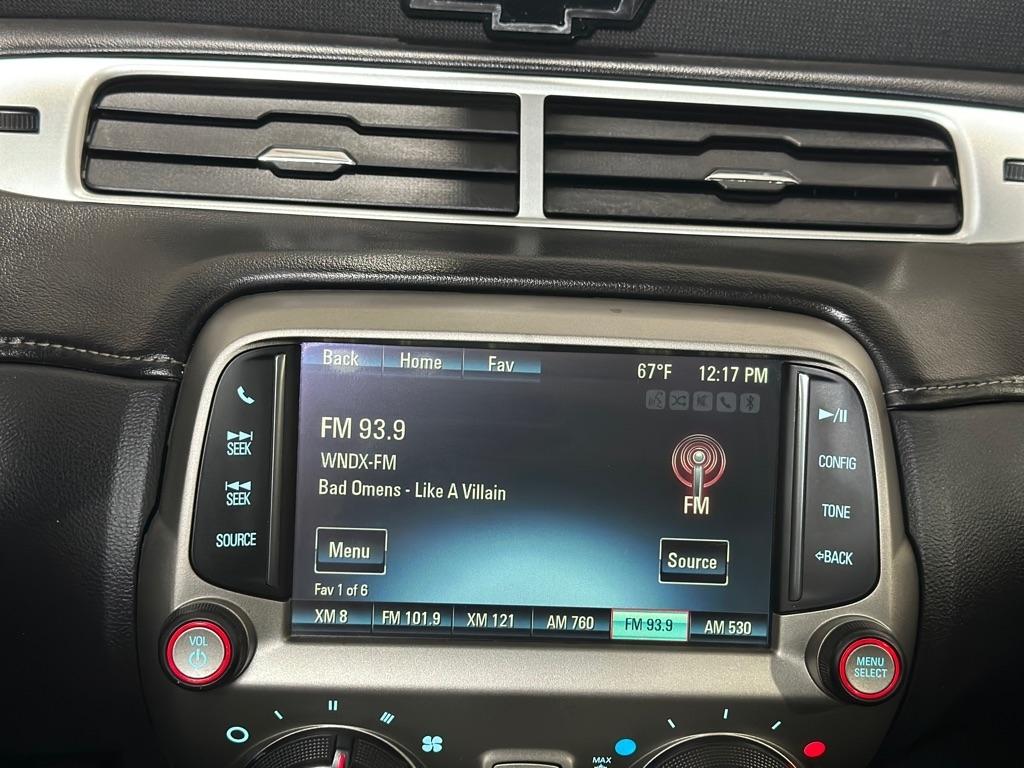 Back Home Fav 67°F 12:17 PM
FM 93.9
WNDX-FM
Bad Omens - Like A Villain
FM
Menu
Source
Fav 1 of 6
XM 8 FM 101.9 XM 121 AM 760 FM 93.9 AM 530
SEEK
SEEK
SOURCE
CONFIG
TONE
BACK
VOL
MENU
SELECT
MAX